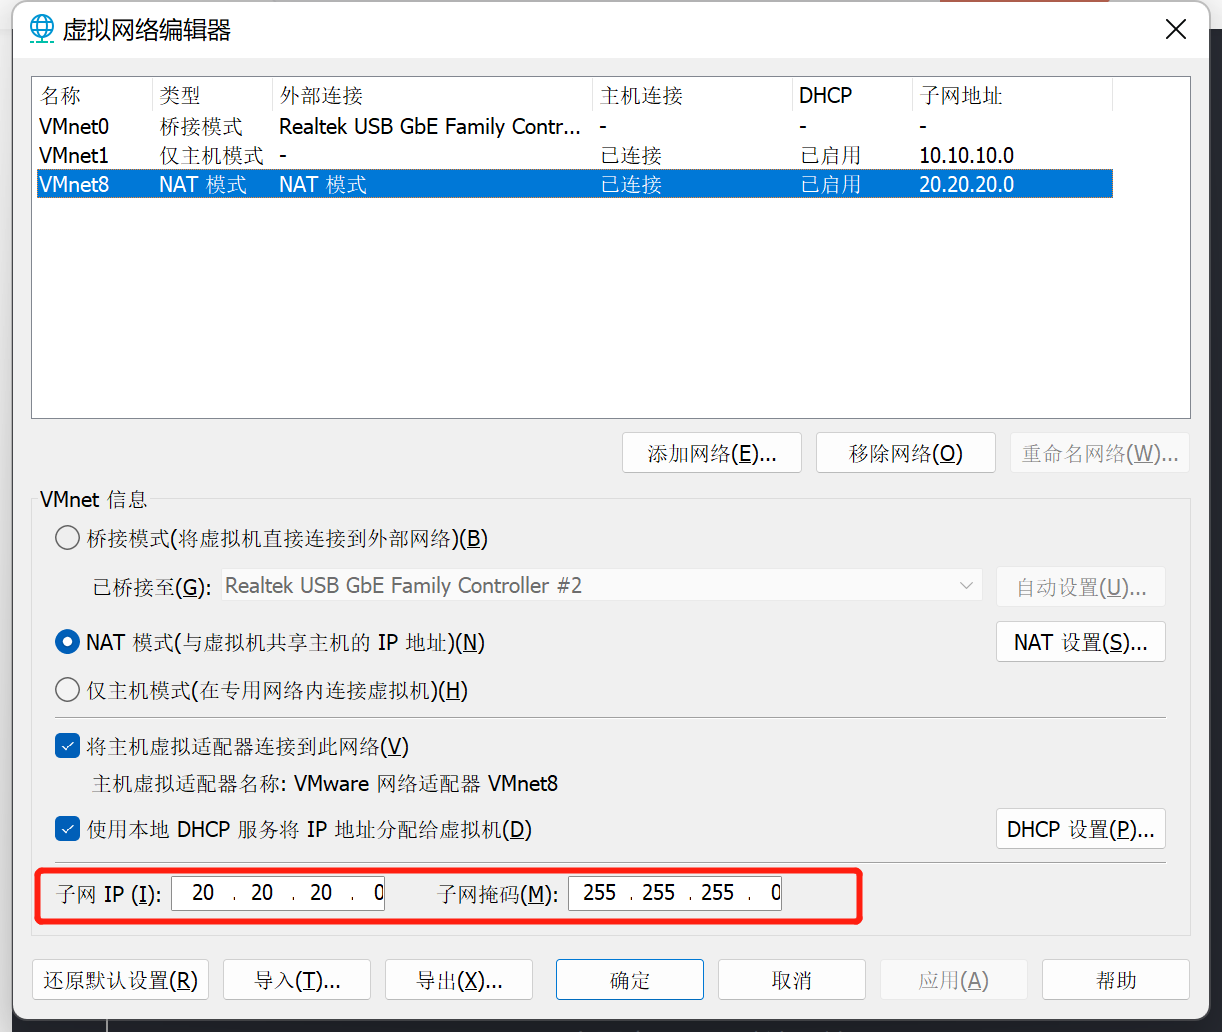 虚拟网络编辑器
名称 类型 外部连接 主机连接 DHCP 子网地址
VMnet0 桥接模式 Realtek USB GbE Family Contr... - - -
VMnet1 仅主机模式 - 已连接 已启用 10.10.10.0
VMnet8 NAT 模式 NAT 模式 已连接 已启用 20.20.20.0
添加网络(E)... 移除网络(O) 重命名网络(W)...
VMnet 信息
桥接模式(将虚拟机直接连接到外部网络)(B)
已桥接至(G): Realtek USB GbE Family Controller #2 自动设置(U)...
NAT 模式(与虚拟机共享主机的 IP 地址)(N) NAT 设置(S)...
仅主机模式(在专用网络内连接虚拟机)(H)
将主机虚拟适配器连接到此网络(V)
主机虚拟适配器名称: VMware 网络适配器 VMnet8
使用本地 DHCP 服务将 IP 地址分配给虚拟机(D) DHCP 设置(P)...
子网 IP (I): 20 . 20 . 20 . 0 子网掩码(M): 255 . 255 . 255 . 0
还原默认设置(R) 导入(T)... 导出(X)... 确定 取消 应用(A) 帮助